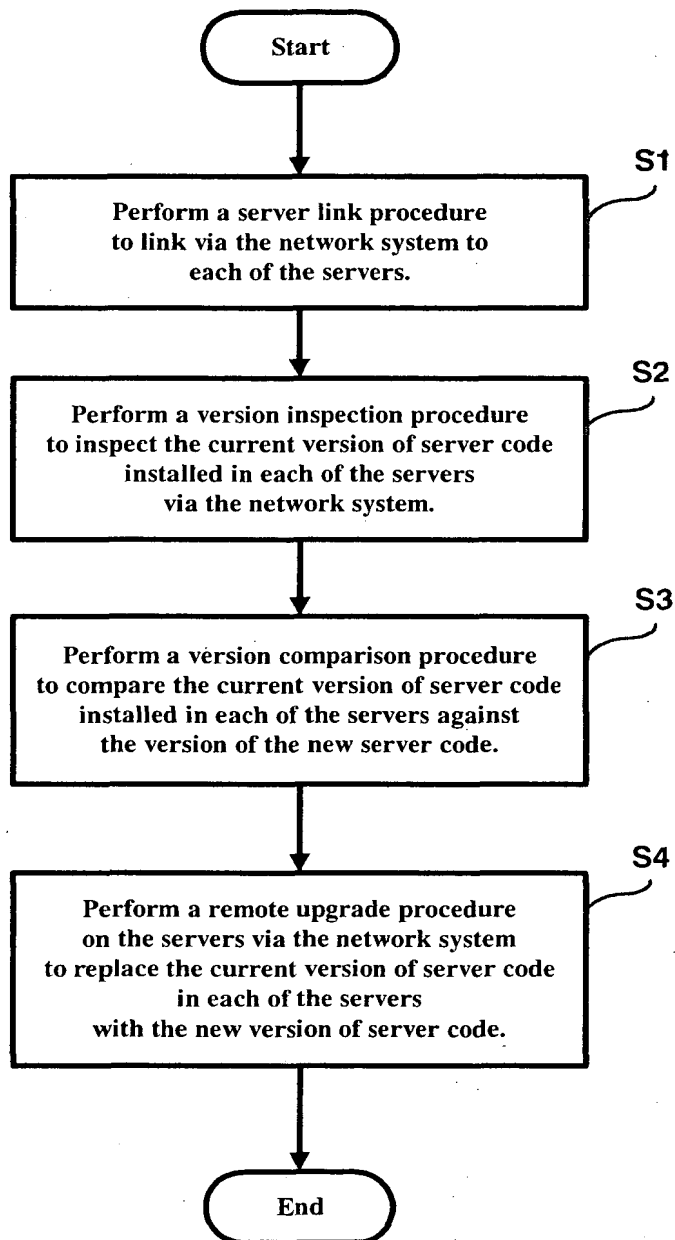 Start
S1
Perform a server link procedure
to link via the network system to
each of the servers.
S2
Perform a version inspection procedure
to inspect the current version of server code
installed in each of the servers
via the network system.
S3
Perform a version comparison procedure
to compare the current version of server code
installed in each of the servers against
the version of the new server code.
S4
Perform a remote upgrade procedure
on the servers via the network system
to replace the current version of server code
in each of the servers
with the new version of server code.
End